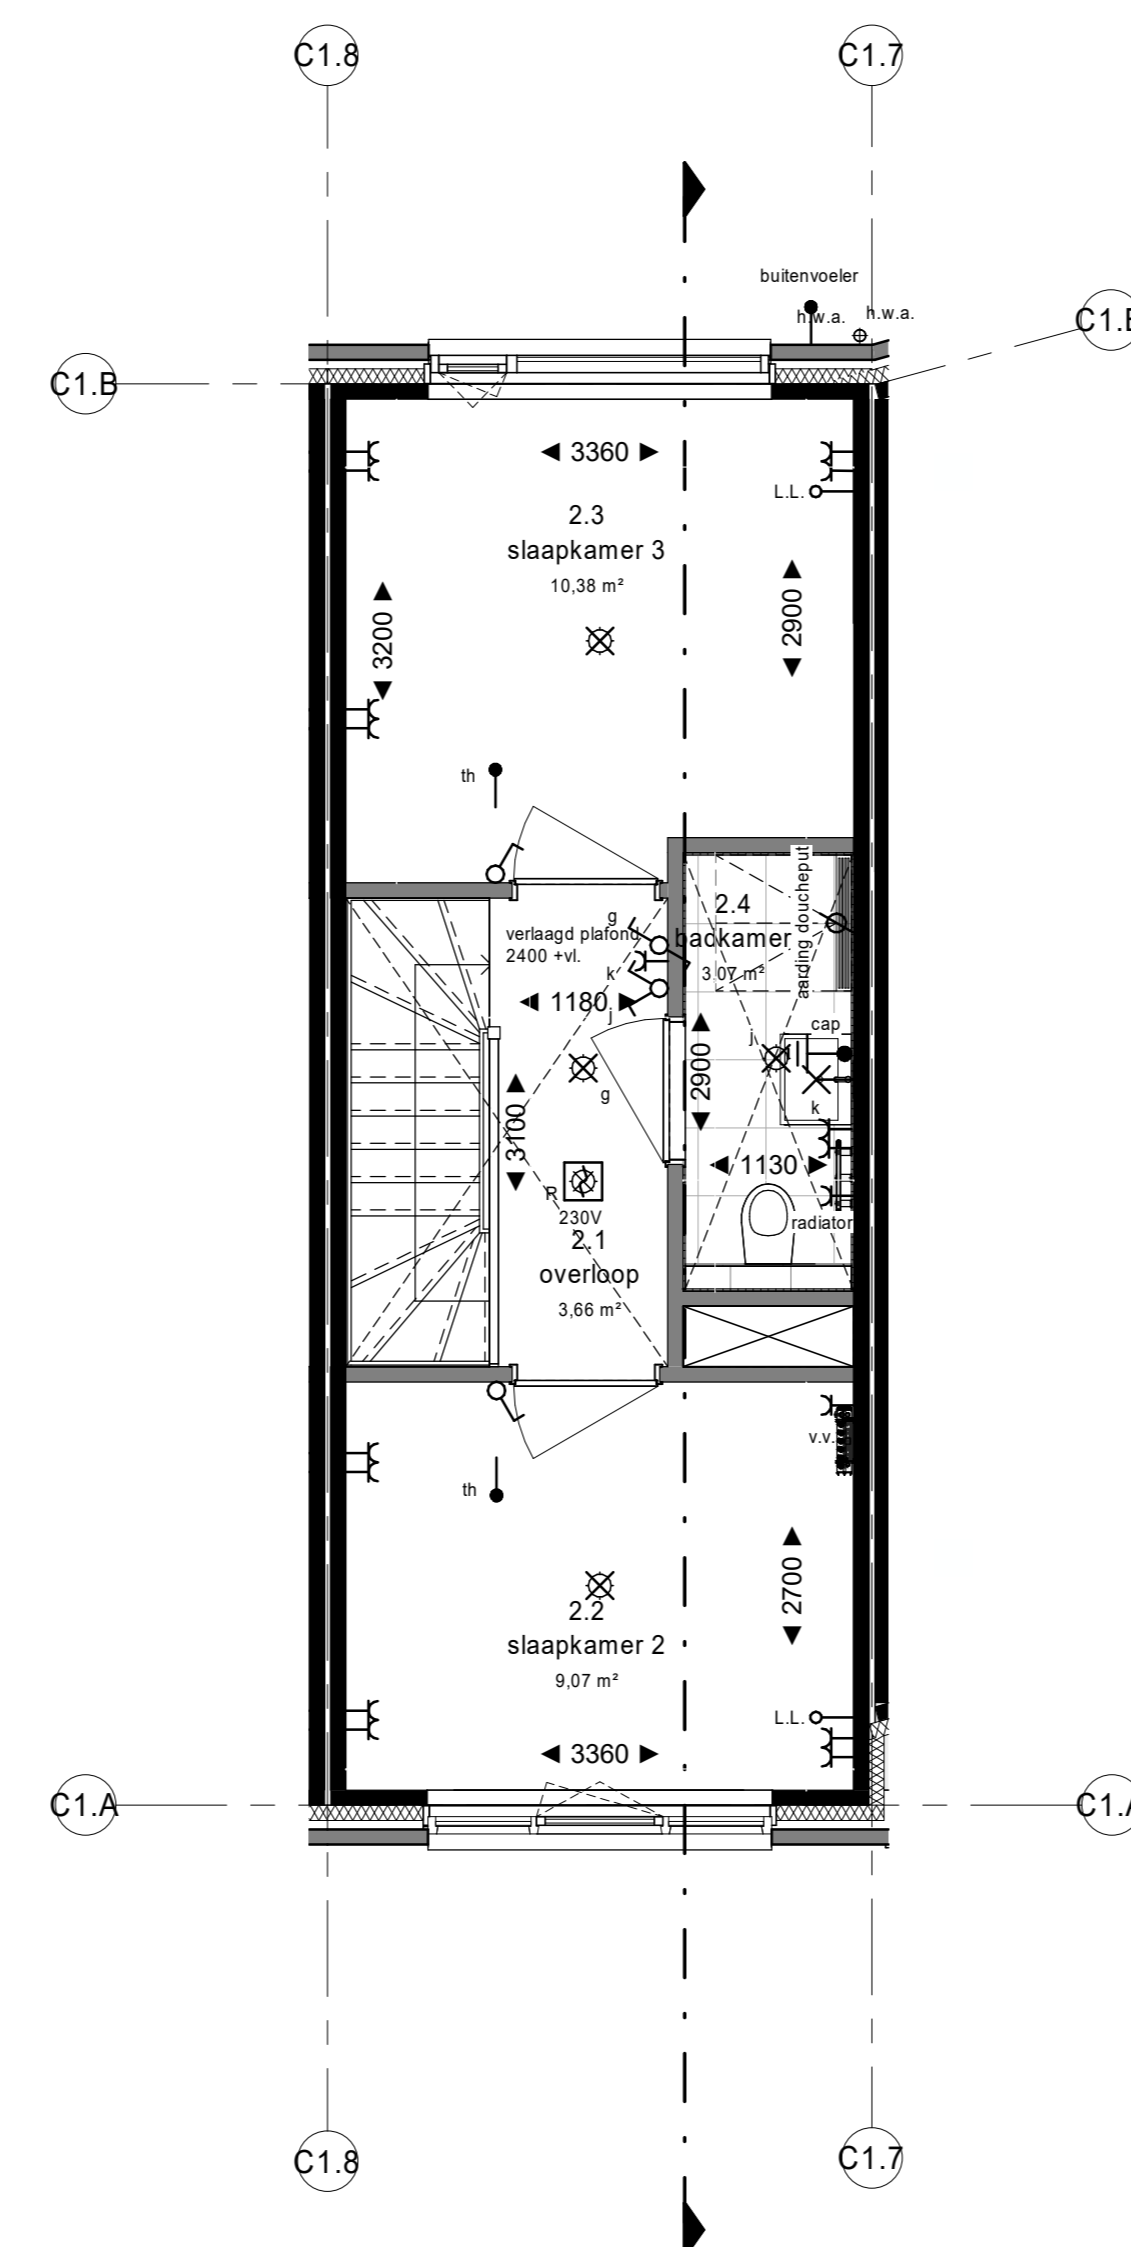 C1.8
C1.7
buitenvoeler
h.w.a.
h.w.a.
C1.B
C1.B
3360
L.L.
2.3
slaapkamer 3
10,38 m²
3200
2900
th
g
verlaagd plafond
2400 +vl.
k
1180
j
2.4
badkamer
3,07 m²
aarding doucheput
cap
j
2900
g
3100
k
1130
R
230V
radiator
2.1
overloop
3,66 m²
v.v.
th
2700
2.2
slaapkamer 2
9,07 m²
L.L.
3360
C1.A
C1.A
C1.8
C1.7